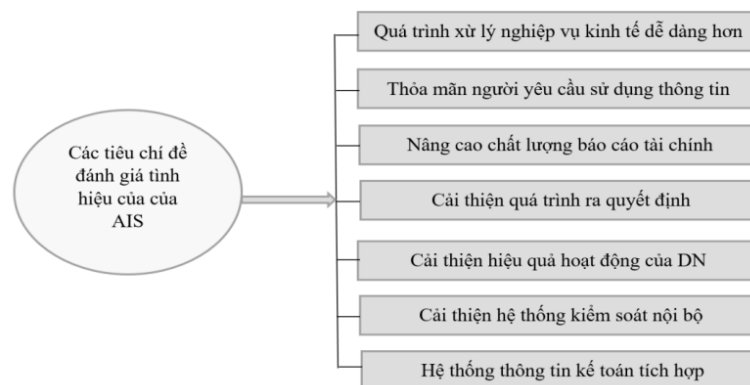 Quá trình xử lý nghiệp vụ kinh tế dễ dàng hơn
Thỏa mãn người yêu cầu sử dụng thông tin
Nâng cao chất lượng báo cáo tài chính
Các tiêu chí đề
đánh giá tình
hiệu của của
AIS
Cải thiện quá trình ra quyết định
Cải thiện hiệu quả hoạt động của DN
Cải thiện hệ thống kiểm soát nội bộ
Hệ thống thông tin kế toán tích hợp